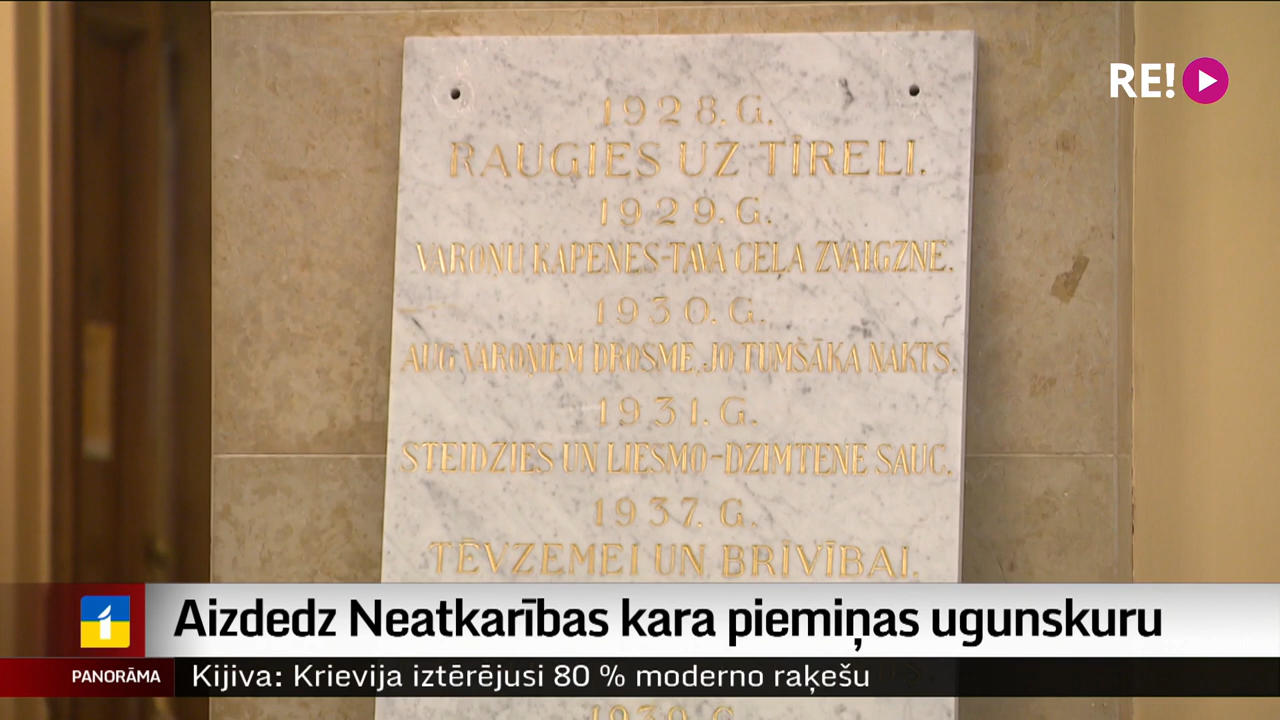 RE!
1928. G.
RAUGIES UZ TĪRELI.
1929. G.
VAROŅU KAPENES-TAVA CEĻA ZVAIGZNE.
1930. G.
AUG VAROŅIEM DROSME, JO TUMŠĀKA NAKTS.
1931. G.
STEIDZIES UN LIESMO-DZIMTENE SAUC.
1937. G.
TĒVZEMEI UN BRĪVĪBAI.
1
Aizdedz Neatkarības kara piemiņas ugunskuru
PANORĀMA
Kijiva: Krievija iztērējusi 80 % moderno raķešu
1939. G.